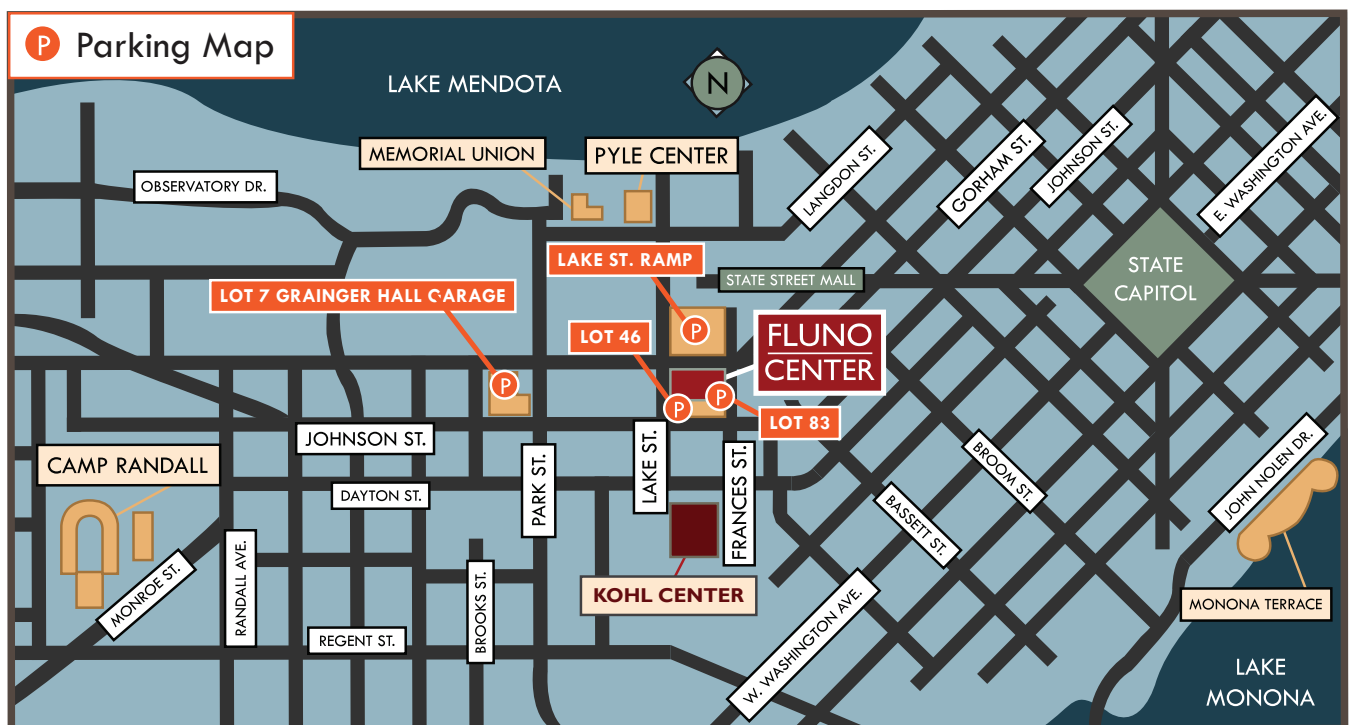 P Parking Map
LAKE MENDOTA
N
MEMORIAL UNION
PYLE CENTER
OBSERVATORY DR.
LANGDON ST.
GORHAM ST.
JOHNSON ST.
E. WASHINGTON AVE.
LAKE ST. RAMP
STATE STREET MALL
STATE
CAPITOL
LOT 7 GRAINGER HALL GARAGE
LOT 46
P
FLUNO
CENTER
P
P
P
LOT 83
JOHNSON ST.
CAMP RANDALL
DAYTON ST.
PARK ST.
LAKE ST.
FRANCES ST.
BROOM ST.
BASSETT ST.
JOHN NOLEN DR.
MONROE ST.
RANDALL AVE.
BROOKS ST.
KOHL CENTER
MONONA TERRACE
REGENT ST.
W. WASHINGTON AVE.
LAKE
MONONA